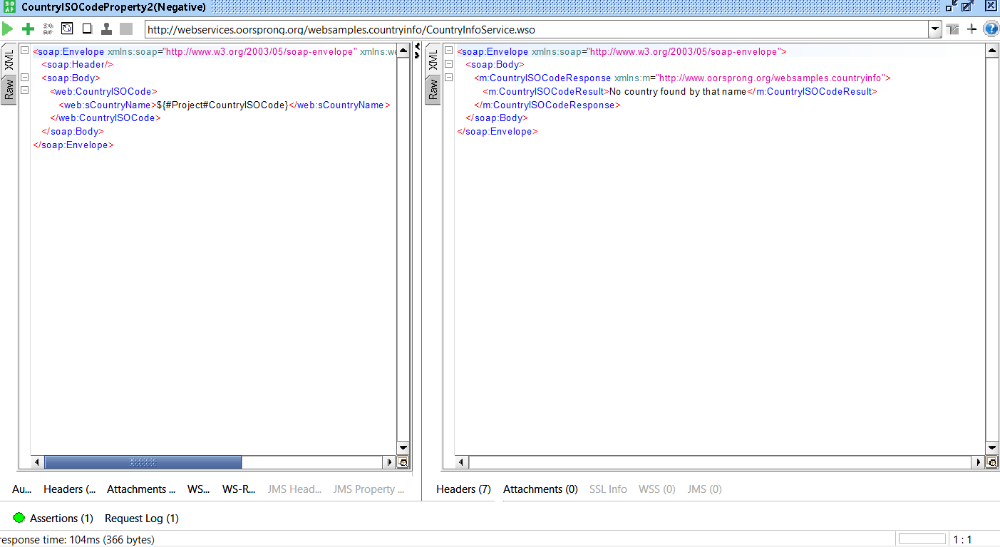 CountryISOCodeProperty2(Negative)
http://webservices.oorsprong.org/websamples.countryinfo/CountryInfoService.wso
XML
Raw
<soap:Envelope xmlns:soap="http://www.w3.org/2003/05/soap-envelope" xmlns:we
<soap:Header/>
<soap:Body>
<web:CountryISOCode>
<web:sCountryName>${#Project#CountryISOCode}</web:sCountryName>
</web:CountryISOCode>
</soap:Body>
</soap:Envelope>
XML
Raw
<soap:Envelope xmlns:soap="http://www.w3.org/2003/05/soap-envelope">
<soap:Body>
<m:CountryISOCodeResponse xmlns:m="http://www.oorsprong.org/websamples.countryinfo">
<m:CountryISOCodeResult>No country found by that name</m:CountryISOCodeResult>
</m:CountryISOCodeResponse>
</soap:Body>
</soap:Envelope>
Au... Headers (... Attachments ... WS... WS-R... JMS Head... JMS Property ...
Headers (7) Attachments (0) SSL Info WSS (0) JMS (0)
Assertions (1) Request Log (1)
response time: 104ms (366 bytes)
1 : 1